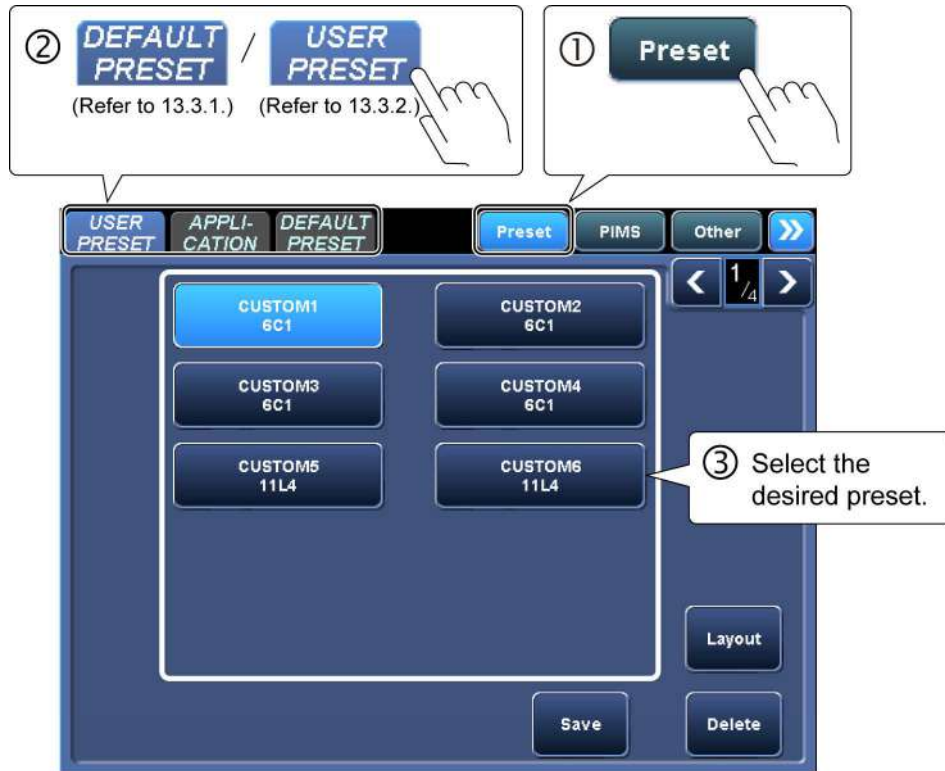 ② DEFAULT PRESET / USER PRESET
(Refer to 13.3.1.) (Refer to 13.3.2.)
① Preset
USER PRESET
APPLI-CATION
DEFAULT PRESET
Preset
PIMS
Other
»
< 1/4 >
CUSTOM1
6C1
CUSTOM2
6C1
CUSTOM3
6C1
CUSTOM4
6C1
CUSTOM5
11L4
CUSTOM6
11L4
③ Select the
desired preset.
Layout
Save
Delete